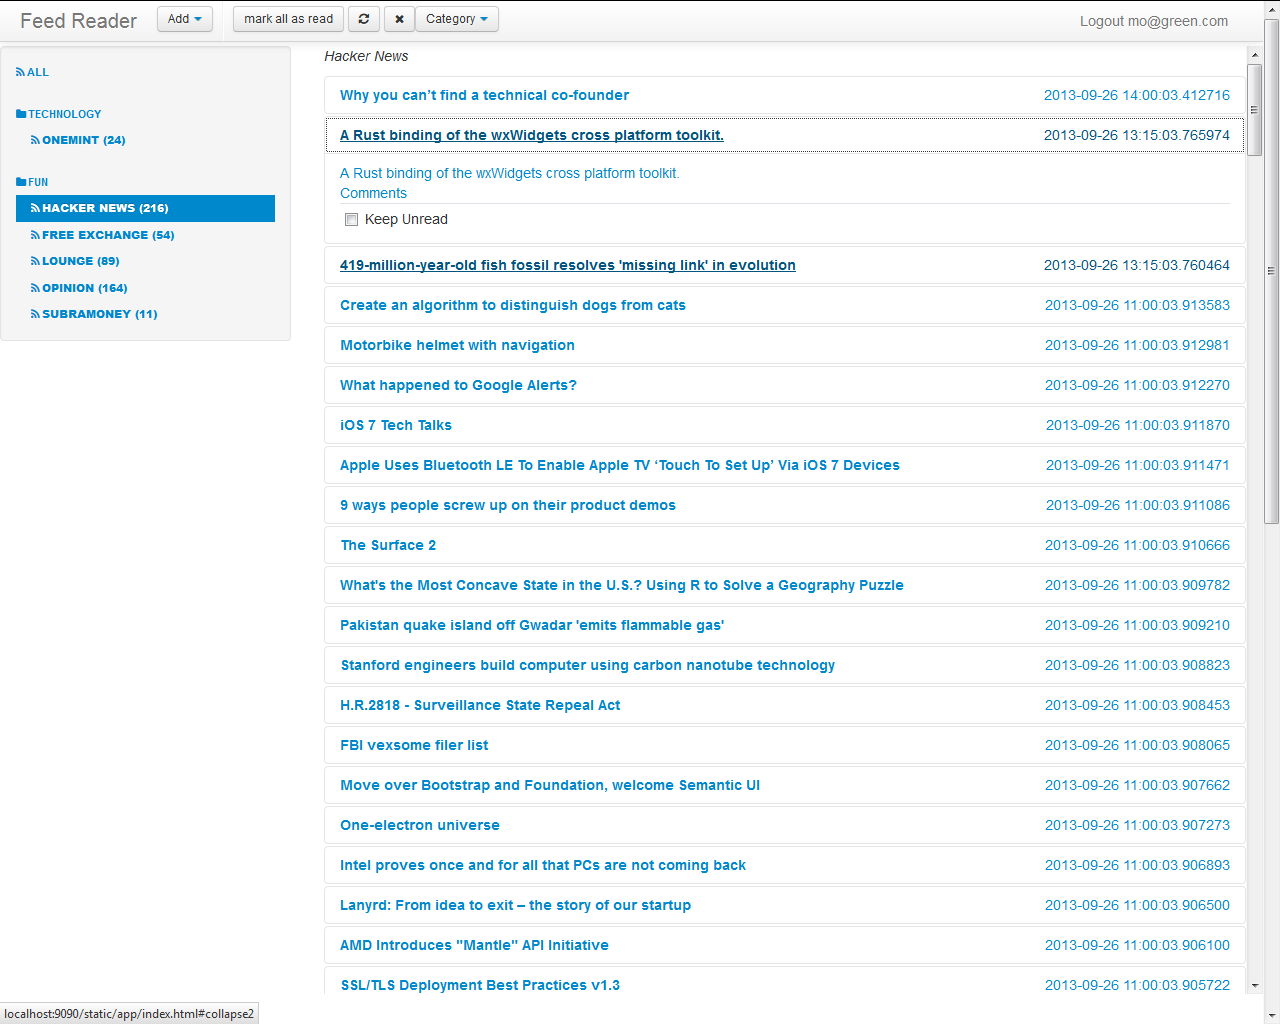 Feed Reader
Add
mark all as read
Category
Logout mo@green.com
ALL
TECHNOLOGY
ONEMINT (24)
FUN
HACKER NEWS (216)
FREE EXCHANGE (54)
LOUNGE (89)
OPINION (164)
SUBRAMONEY (11)
Hacker News
Why you can’t find a technical co-founder 2013-09-26 14:00:03.412716
A Rust binding of the wxWidgets cross platform toolkit. 2013-09-26 13:15:03.765974
A Rust binding of the wxWidgets cross platform toolkit.
Comments
Keep Unread
419-million-year-old fish fossil resolves 'missing link' in evolution 2013-09-26 13:15:03.760464
Create an algorithm to distinguish dogs from cats 2013-09-26 11:00:03.913583
Motorbike helmet with navigation 2013-09-26 11:00:03.912981
What happened to Google Alerts? 2013-09-26 11:00:03.912270
iOS 7 Tech Talks 2013-09-26 11:00:03.911870
Apple Uses Bluetooth LE To Enable Apple TV ‘Touch To Set Up’ Via iOS 7 Devices 2013-09-26 11:00:03.911471
9 ways people screw up on their product demos 2013-09-26 11:00:03.911086
The Surface 2 2013-09-26 11:00:03.910666
What's the Most Concave State in the U.S.? Using R to Solve a Geography Puzzle 2013-09-26 11:00:03.909782
Pakistan quake island off Gwadar 'emits flammable gas' 2013-09-26 11:00:03.909210
Stanford engineers build computer using carbon nanotube technology 2013-09-26 11:00:03.908823
H.R.2818 - Surveillance State Repeal Act 2013-09-26 11:00:03.908453
FBI vexsome filer list 2013-09-26 11:00:03.908065
Move over Bootstrap and Foundation, welcome Semantic UI 2013-09-26 11:00:03.907662
One-electron universe 2013-09-26 11:00:03.907273
Intel proves once and for all that PCs are not coming back 2013-09-26 11:00:03.906893
Lanyrd: From idea to exit – the story of our startup 2013-09-26 11:00:03.906500
AMD Introduces "Mantle" API Initiative 2013-09-26 11:00:03.906100
SSL/TLS Deployment Best Practices v1.3 2013-09-26 11:00:03.905722
localhost:9090/static/app/index.html#collapse2